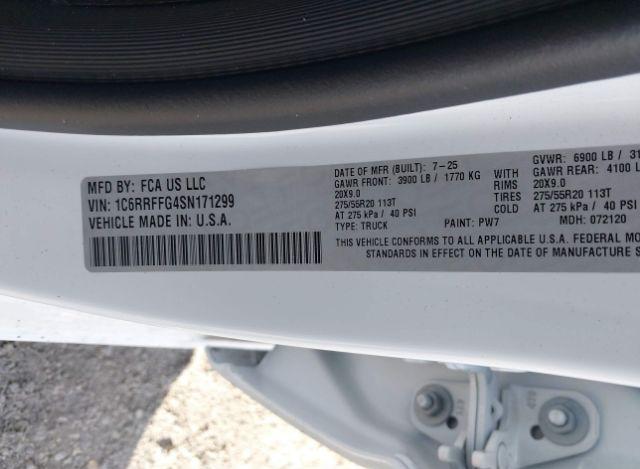 MFD BY: FCA US LLC
VIN: 1C6RRFFG4SN171299
VEHICLE MADE IN U.S.A.
DATE OF MFR (BUILT): 7-25
GAWR FRONT: 3900 LB / 1770 KG
20X9.0
275/55R20 113T
AT 275 kPa / 40 PSI
TYPE: TRUCK
PAINT: PW7
WITH
RIMS
TIRES
COLD
GVWR: 6900 LB / 31
GAWR REAR: 4100 L
20X9.0
275/55R20 113T
AT 275 kPa / 40 PSI
MDH: 072120
THIS VEHICLE CONFORMS TO ALL APPLICABLE U.S.A. FEDERAL MO
STANDARDS IN EFFECT ON THE DATE OF MANUFACTURE S